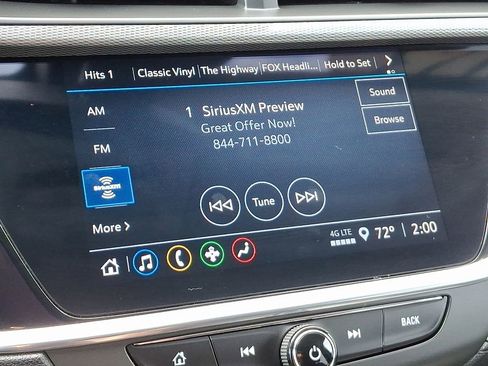 Hits 1 Classic Vinyl The Highway FOX Headli... Hold to Set >
AM
1 SiriusXM Preview
Sound
Great Offer Now!
Browse
FM
844-711-8800
SiriusXM
Tune
More >
4G LTE 72° 2:00
BACK